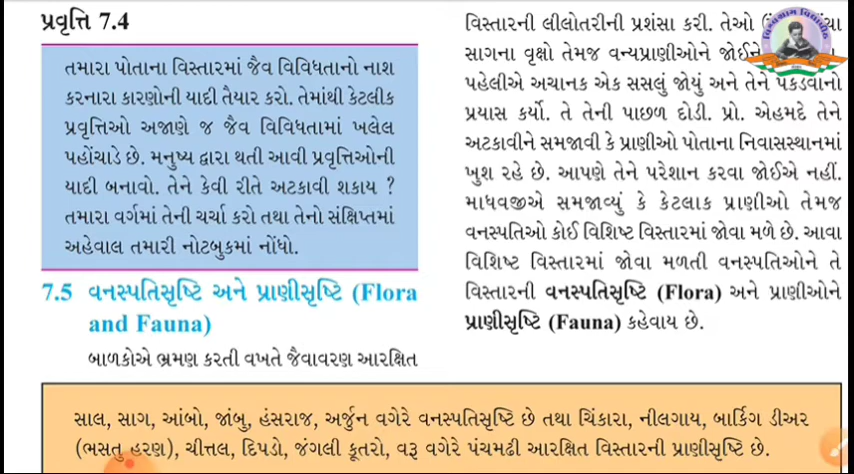 પ્રવૃત્તિ 7.4
તમારા પોતાના વિસ્તારમાં જૈવ વિવિધતાનો નાશ
કરનારા કારણોની યાદી તૈયાર કરો. તેમાંથી કેટલીક
પ્રવૃત્તિઓ અજાણે જ જૈવ વિવિધતામાં ખલેલ
પહોંચાડે છે. મનુષ્ય દ્વારા થતી આવી પ્રવૃત્તિઓની
યાદી બનાવો. તેને કેવી રીતે અટકાવી શકાય ?
તમારા વર્ગમાં તેની ચર્ચા કરો તથા તેનો સંક્ષિપ્તમાં
અહેવાલ તમારી નોટબુકમાં નોંધો.
7.5 વનસ્પતિસૃષ્ટિ અને પ્રાણીસૃષ્ટિ (Flora
and Fauna)
બાળકોએ ભ્રમણ કરતી વખતે જૈવાવરણ આરક્ષિત
વિસ્તારની લીલોતરીની પ્રશંસા કરી. તેઓ
સાગના વૃક્ષો તેમજ વન્યપ્રાણીઓને જોઈને
પહેલીએ અચાનક એક સસલું જોયું અને તેને પકડવાનો
પ્રયાસ કર્યો. તે તેની પાછળ દોડી. પ્રો. એહમદે તેને
અટકાવીને સમજાવી કે પ્રાણીઓ પોતાના નિવાસસ્થાનમાં
ખુશ રહે છે. આપણે તેને પરેશાન કરવા જોઈએ નહીં.
માધવજીએ સમજાવ્યું કે કેટલાક પ્રાણીઓ તેમજ
વનસ્પતિઓ કોઈ વિશિષ્ટ વિસ્તારમાં જોવા મળે છે. આવા
વિશિષ્ટ વિસ્તારમાં જોવા મળતી વનસ્પતિઓને તે
વિસ્તારની વનસ્પતિસૃષ્ટિ (Flora) અને પ્રાણીઓને
પ્રાણીસૃષ્ટિ (Fauna) કહેવાય છે.
સાલ, સાગ, આંબો, જાંબુ, હંસરાજ, અર્જુન વગેરે વનસ્પતિસૃષ્ટિ છે તથા ચિંકારા, નીલગાય, બાર્કિંગ ડીઅર
(ભસતુ હરણ), ચીત્તલ, દિપડો, જંગલી કૂતરો, વરૂ વગેરે પંચમઢી આરક્ષિત વિસ્તારની પ્રાણીસૃષ્ટિ છે.